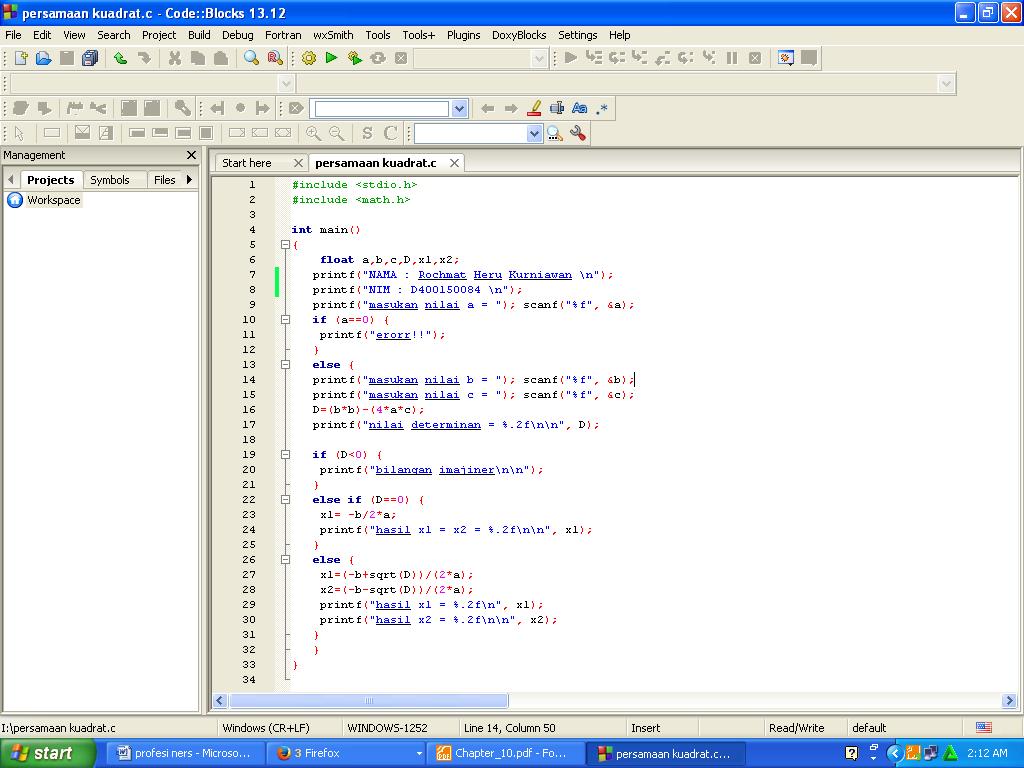 persamaan kuadrat.c - Code::Blocks 13.12
File Edit View Search Project Build Debug Fortran wxSmith Tools Tools+ Plugins DoxyBlocks Settings Help
S C
Management
Projects Symbols Files
Workspace
Start here persamaan kuadrat.c
1 #include <stdio.h>
2 #include <math.h>
3
4 int main()
5 {
6 float a,b,c,D,x1,x2;
7 printf("NAMA : Rochmat Heru Kurniawan \n");
8 printf("NIM : D400150084 \n");
9 printf("masukan nilai a = "); scanf("%f", &a);
10 if (a==0) {
11 printf("erorr!!");
12 }
13 else {
14 printf("masukan nilai b = "); scanf("%f", &b);
15 printf("masukan nilai c = "); scanf("%f", &c);
16 D=(b*b)-(4*a*c);
17 printf("nilai determinan = %.2f\n\n", D);
18
19 if (D<0) {
20 printf("bilangan imajiner\n\n");
21 }
22 else if (D==0) {
23 x1= -b/2*a;
24 printf("hasil x1 = x2 = %.2f\n\n", x1);
25 }
26 else {
27 x1=(-b+sqrt(D))/(2*a);
28 x2=(-b-sqrt(D))/(2*a);
29 printf("hasil x1 = %.2f\n", x1);
30 printf("hasil x2 = %.2f\n\n", x2);
31 }
32 }
33 }
34
I:\persamaan kuadrat.c Windows (CR+LF) WINDOWS-1252 Line 14, Column 50 Insert Read/Write default
start profesi ners - Microso... 3 Firefox Chapter_10.pdf - Fo... persamaan kuadrat.c... 2:12 AM